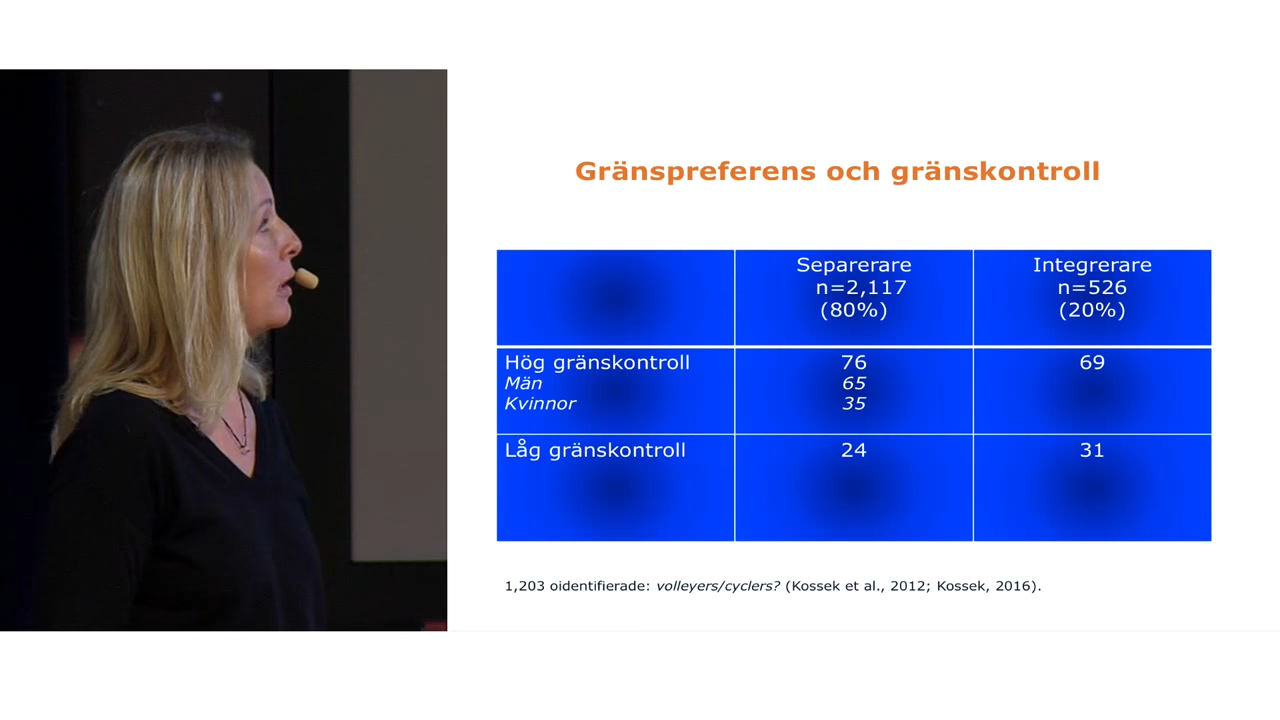 Gränspreferens och gränskontroll
Separerare
n=2,117
(80%)
Integrerare
n=526
(20%)
Hög gränskontroll
Män
Kvinnor
76
65
35
69
Låg gränskontroll
24
31
1,203 oidentifierade: volleyers/cyclers? (Kossek et al., 2012; Kossek, 2016).